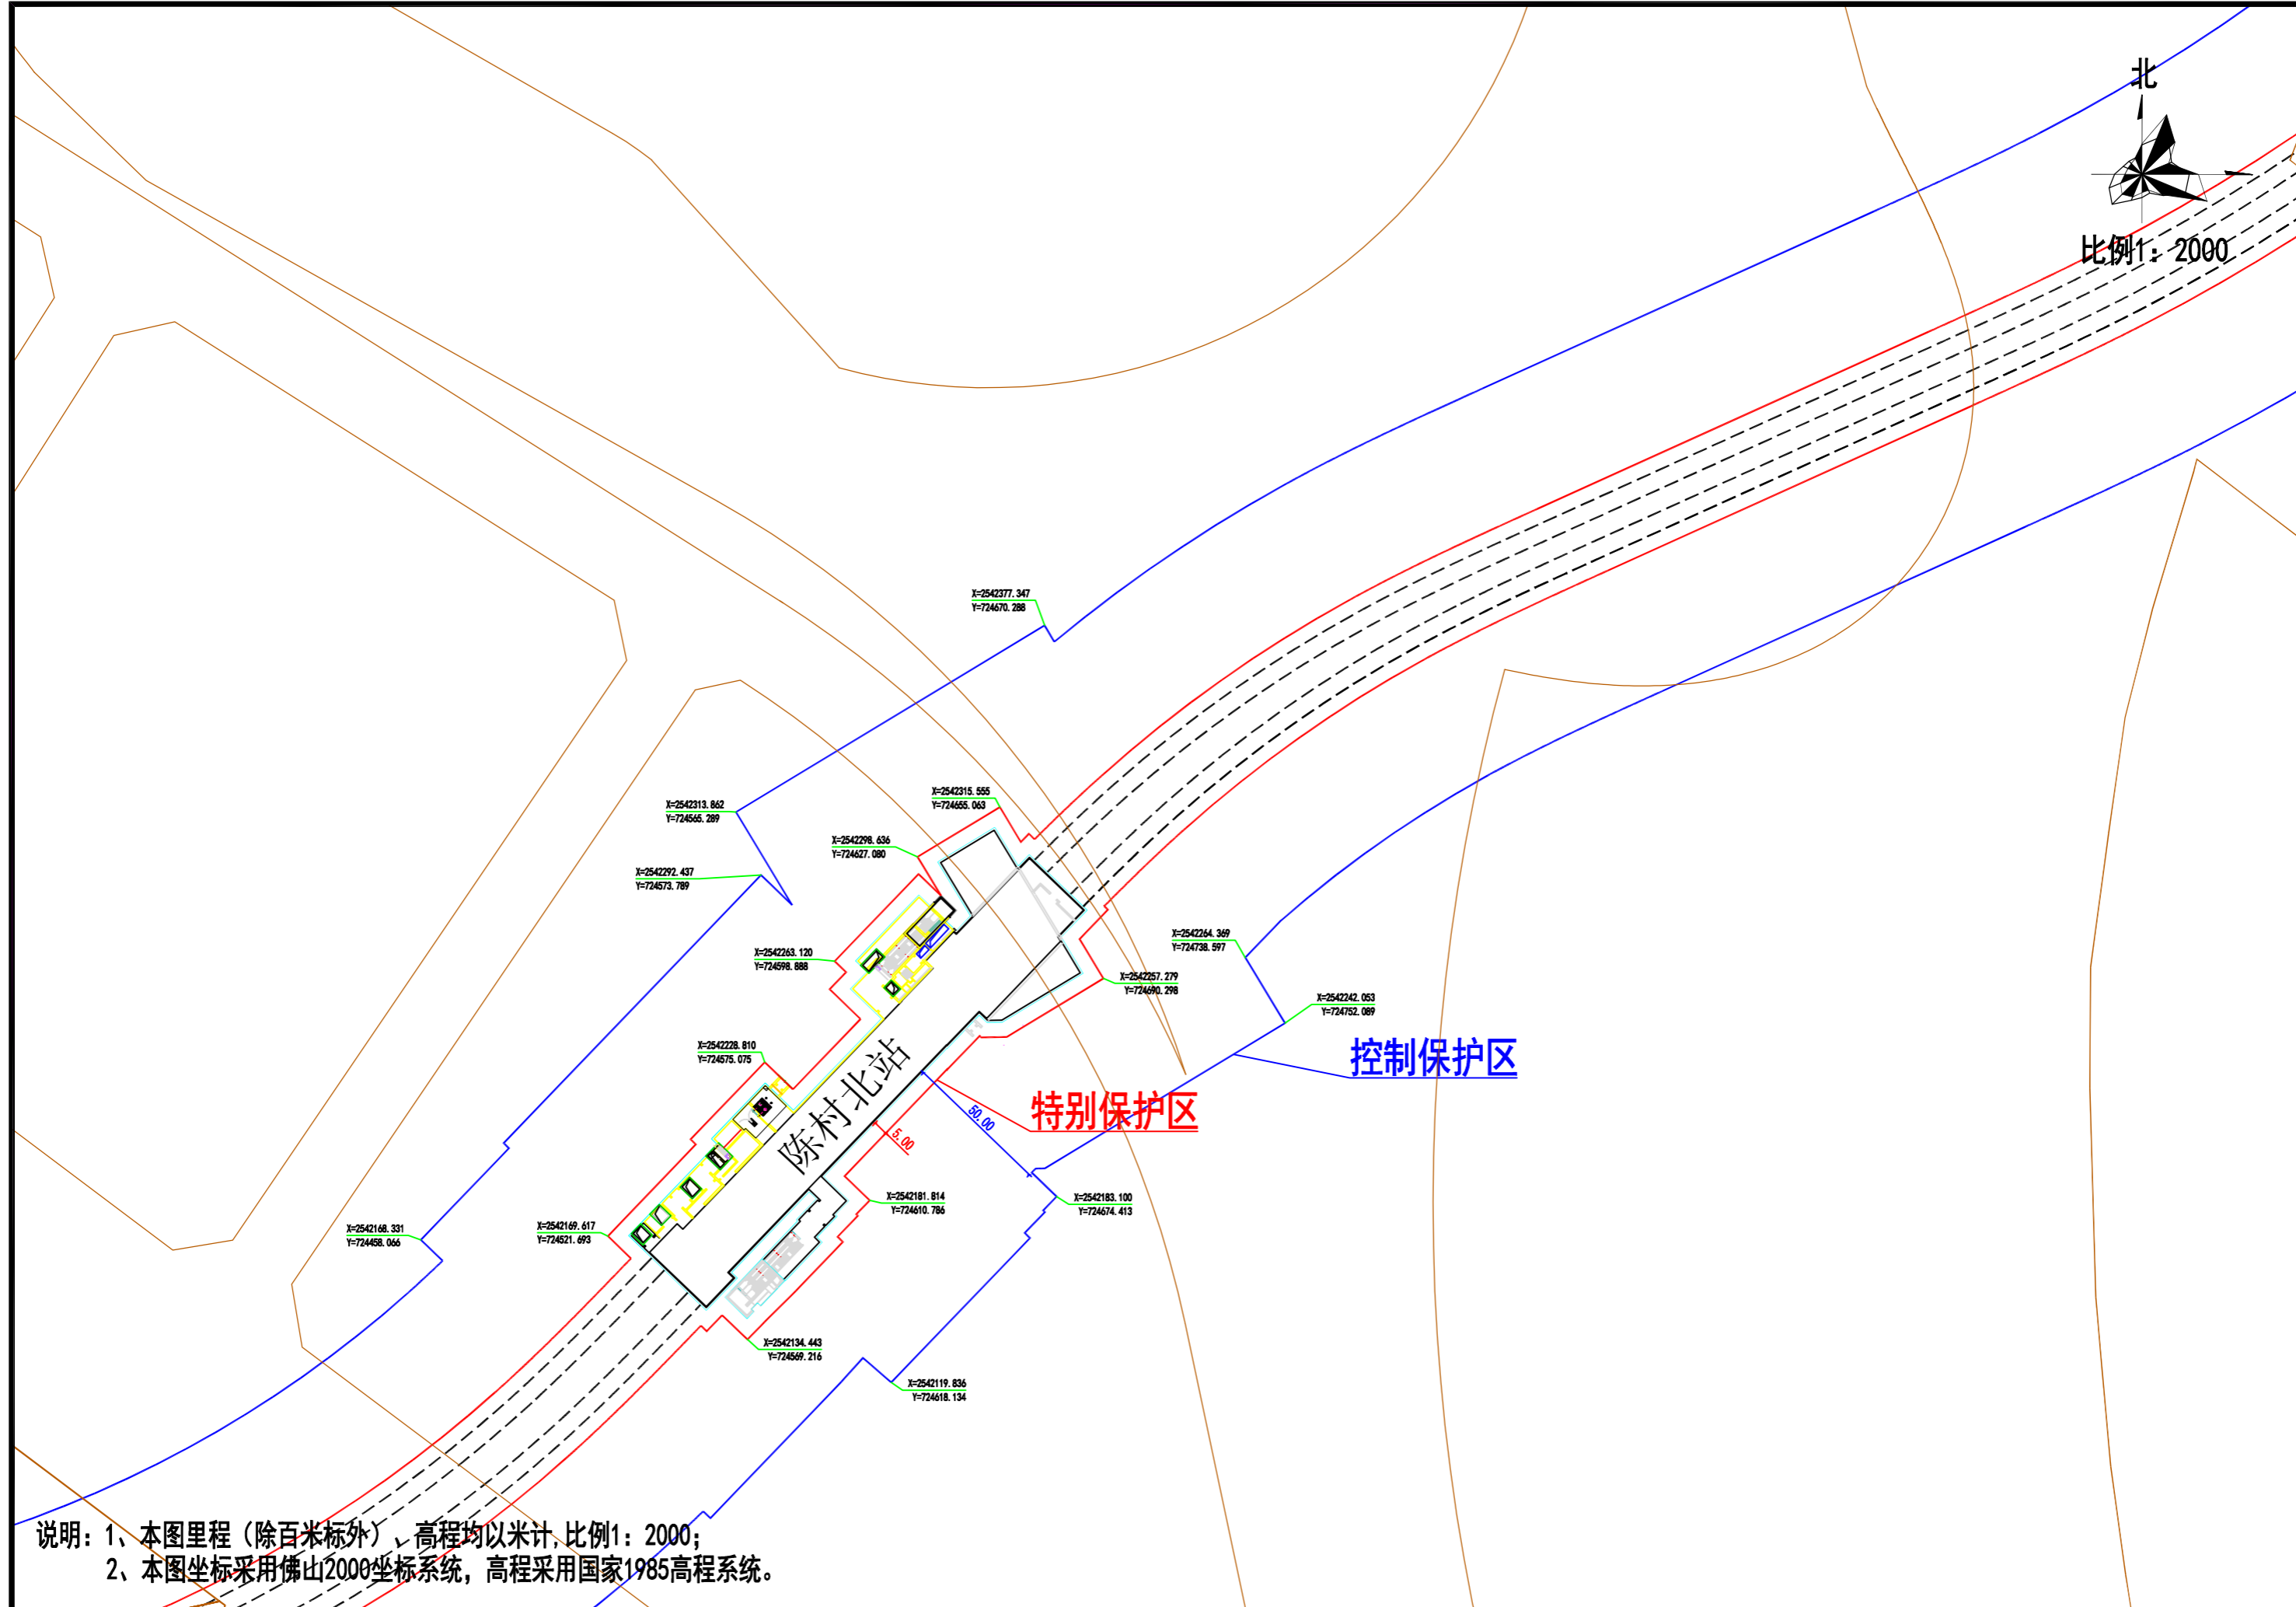 北
比例1：2000
X=2542377.347
Y=724670.288
X=2542315.555
Y=724655.063
X=2542313.862
Y=724565.289
X=2542298.636
Y=724627.080
X=2542292.437
Y=724573.789
X=2542264.369
Y=724738.597
X=2542263.120
Y=724598.888
X=2542257.279
Y=724690.298
X=2542242.053
Y=724752.089
X=2542228.810
Y=724575.075
控制保护区
特别保护区
陈村北站
50.00
5.00
X=2542181.814
Y=724610.786
X=2542183.100
Y=724674.413
X=2542168.331
Y=724458.066
X=2542169.617
Y=724521.693
X=2542134.443
Y=724569.216
X=2542119.836
Y=724618.134
说明：1、本图里程（除百米标外）、高程均以米计,比例1：2000；
2、本图坐标采用佛山2000坐标系统，高程采用国家1985高程系统。